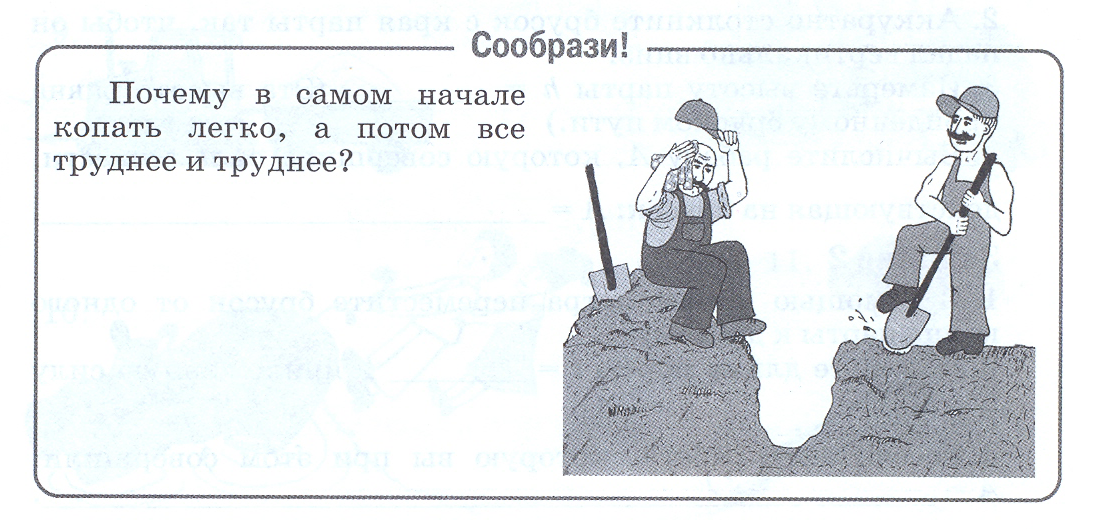 Сообрази!
Почему в самом начале
копать легко, а потом все
труднее и труднее?